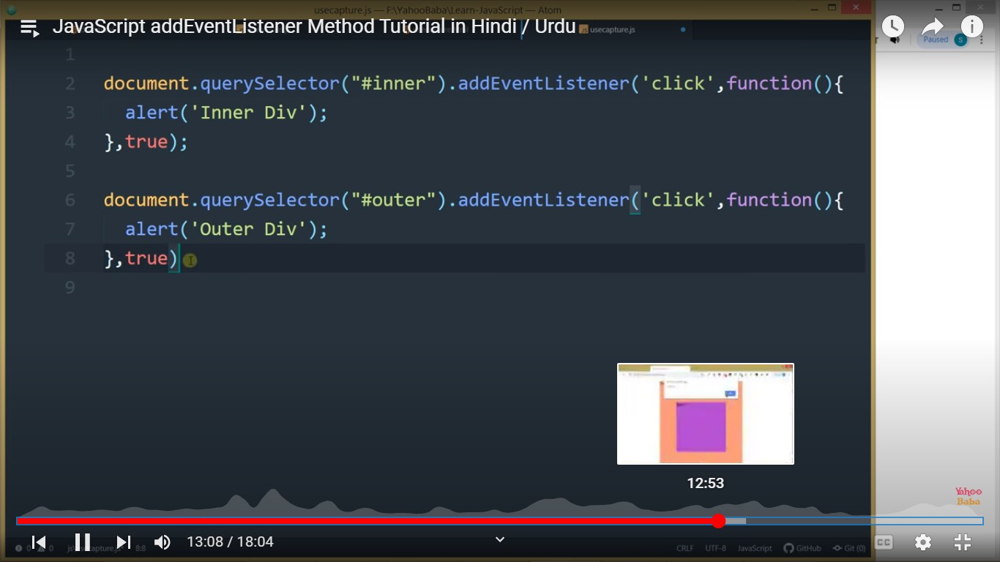 usecapture.js — F:\YahooBaba\Learn-JavaScript — Atom
JavaScript addEventListener Method Tutorial in Hindi / Urdu
usecapture.js
Paused
S
1
2 document.querySelector("#inner").addEventListener('click',function(){
3 alert('Inner Div');
4 },true);
5
6 document.querySelector("#outer").addEventListener('click',function(){
7 alert('Outer Div');
8 },true)
9
12:53
Yahoo
Baba
13:08 / 18:04
CC
8:8
CRLF UTF-8 JavaScript GitHub Git (0)